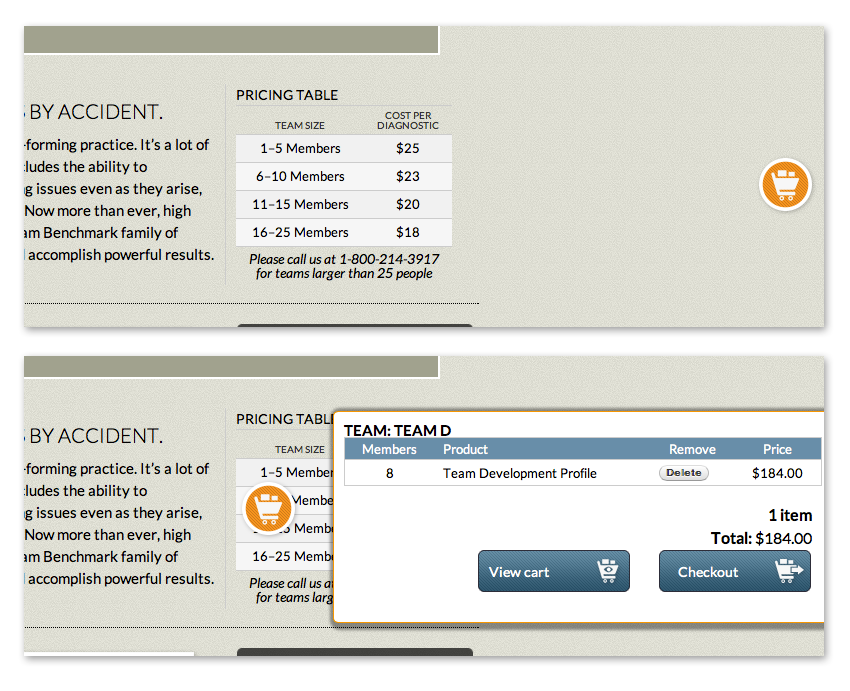 BY ACCIDENT.
-forming practice. It's a lot of
ludes the ability to
g issues even as they arise,
Now more than ever, high
am Benchmark family of
accomplish powerful results.
PRICING TABLE
TEAM SIZE COST PER DIAGNOSTIC
1–5 Members $25
6–10 Members $23
11–15 Members $20
16–25 Members $18
Please call us at 1-800-214-3917
for teams larger than 25 people
BY ACCIDENT.
-forming practice. It's a lot of
ludes the ability to
g issues even as they arise,
Now more than ever, high
am Benchmark family of
accomplish powerful results.
PRICING TABL
TEAM SIZE
1–5 Member
Membe
Memb
16–25 Memb
Please call us at
for teams larg
TEAM: TEAM D
Members Product Remove Price
8 Team Development Profile Delete $184.00
1 item
Total: $184.00
View cart Checkout